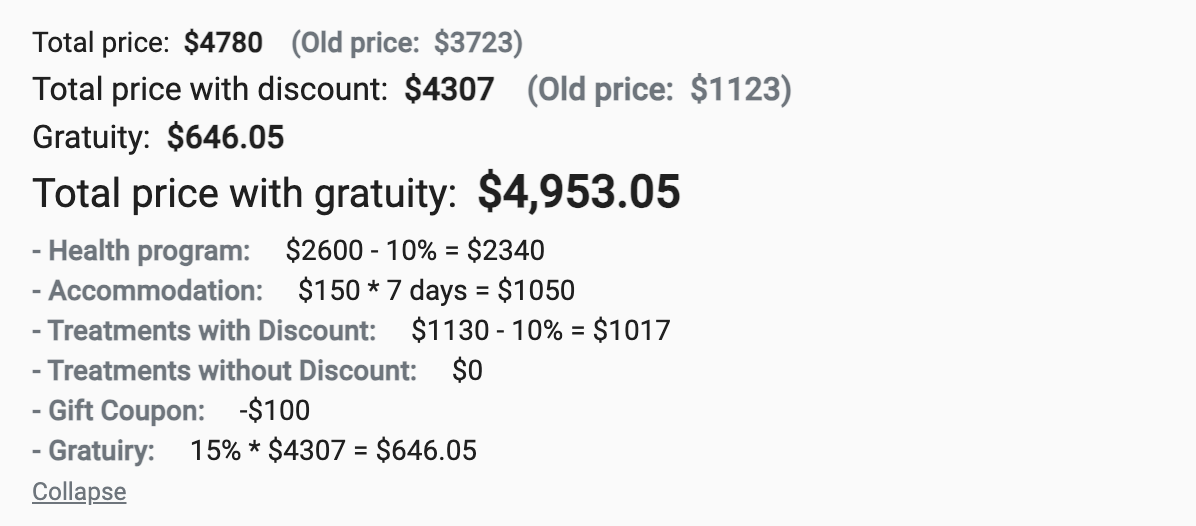 Total price: $4780 (Old price: $3723)
Total price with discount: $4307 (Old price: $1123)
Gratuity: $646.05
Total price with gratuity: $4,953.05
- Health program: $2600 - 10% = $2340
- Accommodation: $150 * 7 days = $1050
- Treatments with Discount: $1130 - 10% = $1017
- Treatments without Discount: $0
- Gift Coupon: -$100
- Gratuiry: 15% * $4307 = $646.05
Collapse